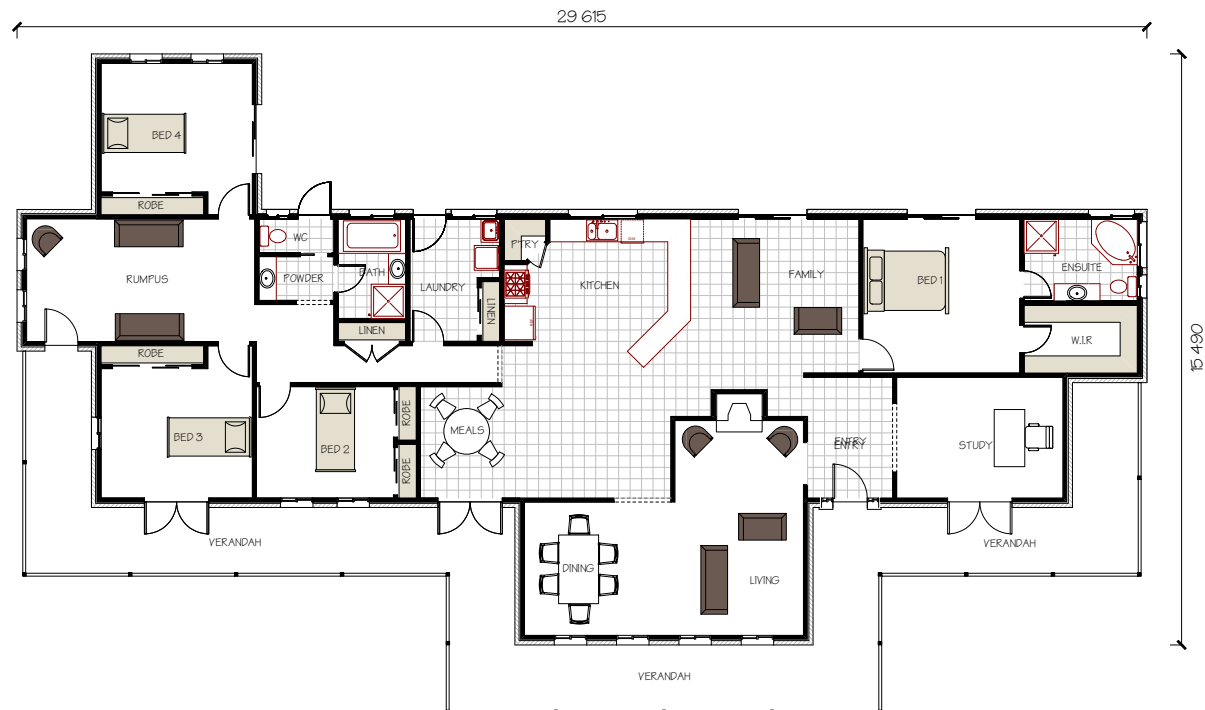 29 615
BED 4
ROBE
WC
RUMPUS
POWDER
BATH
LAUNDRY
LINEN
LINEN
P'TRY
KITCHEN
FAMILY
BED 1
ENSUITE
W.I.R
15 490
ROBE
BED 3
BED 2
ROBE
ROBE
MEALS
ENTRY
ENTRY
STUDY
VERANDAH
DINING
LIVING
VERANDAH
VERANDAH